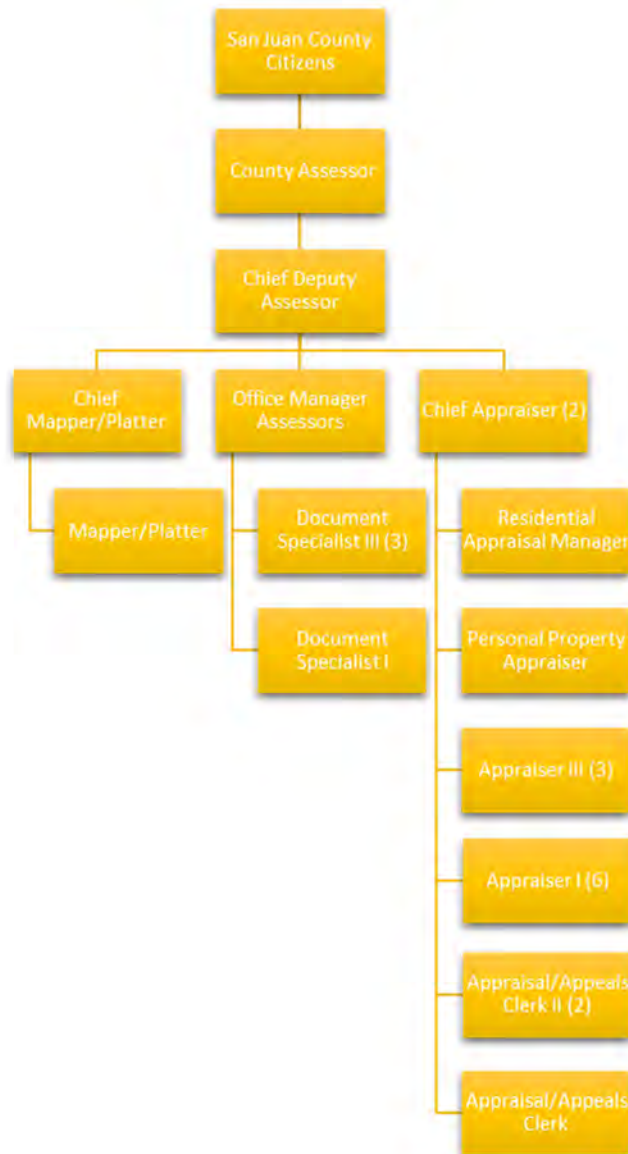 San Juan County
Citizens
County Assessor
Chief Deputy
Assessor
Chief
Mapper/Platter
Office Manager
Assessors
Chief Appraiser (2)
Mapper/Platter
Document
Specialist III (3)
Document
Specialist I
Residential
Appraisal Manager
Personal Property
Appraiser
Appraiser III (3)
Appraiser I (6)
Appraisal/Appeals
Clerk II (2)
Appraisal/Appeals
Clerk